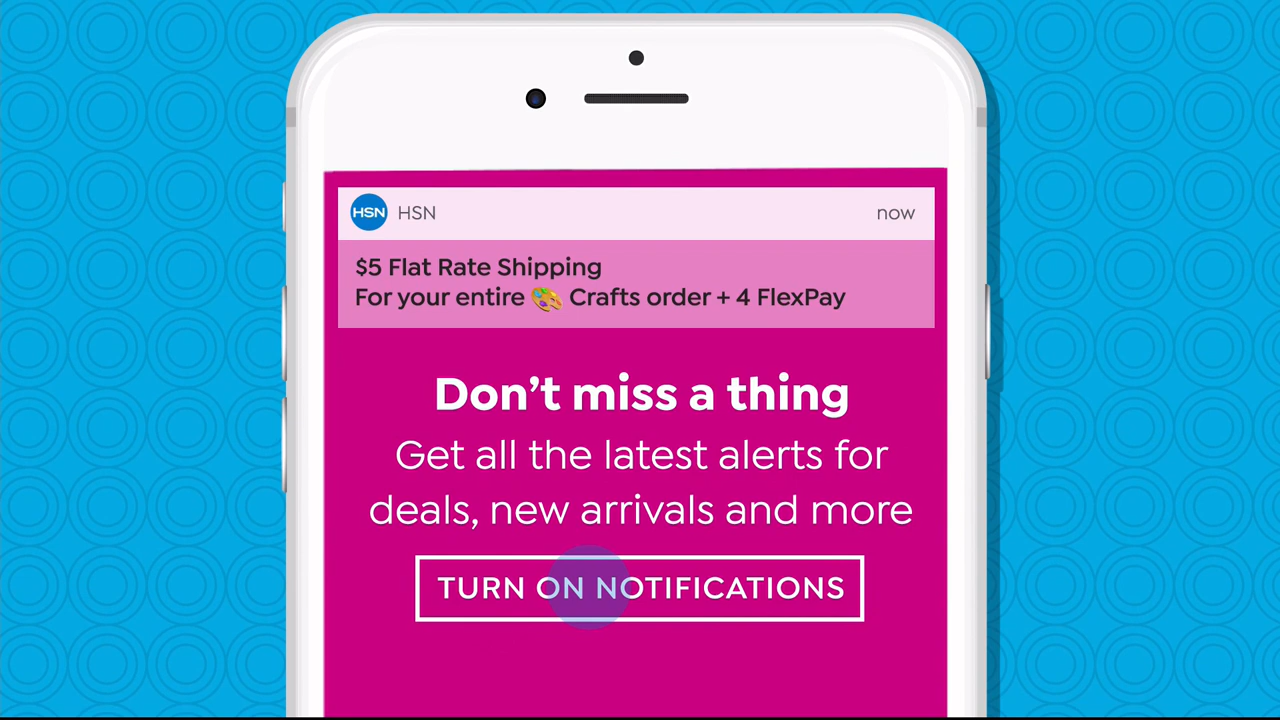 HSN HSN now
$5 Flat Rate Shipping
For your entire 🎨 Crafts order + 4 FlexPay
Don't miss a thing
Get all the latest alerts for
deals, new arrivals and more
TURN ON NOTIFICATIONS